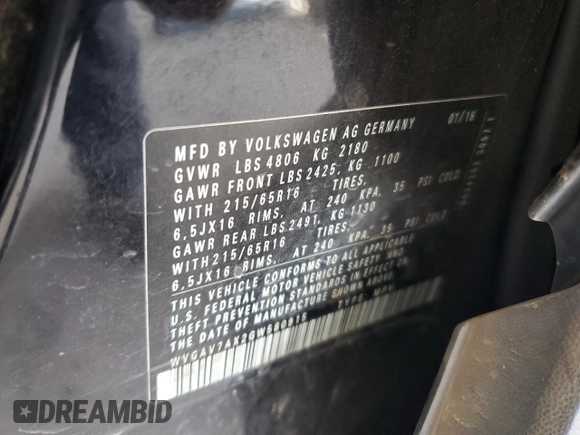 MFD BY VOLKSWAGEN AG GERMANY 01/16
GVWR LBS 4806 KG 2180
GAWR FRONT LBS 2425, KG 1100
WITH 215/65R16 TIRES.
6,5JX16 RIMS. AT 240 KPA, 35 PSI COLD
GAWR REAR LBS 2491, KG 1130
WITH 215/65R16 TIRES.
6,5JX16 RIMS. AT 240 KPA, 35 PSI COLD.
THIS VEHICLE CONFORMS TO ALL APPLICABLE
U.S. FEDERAL MOTOR VEHICLE SAFETY AND
THEFT PREVENTION STANDARDS IN EFFECT ON
THE DATE OF MANUFACTURE SHOWN ABOVE.
TYPE:
DREAMBID